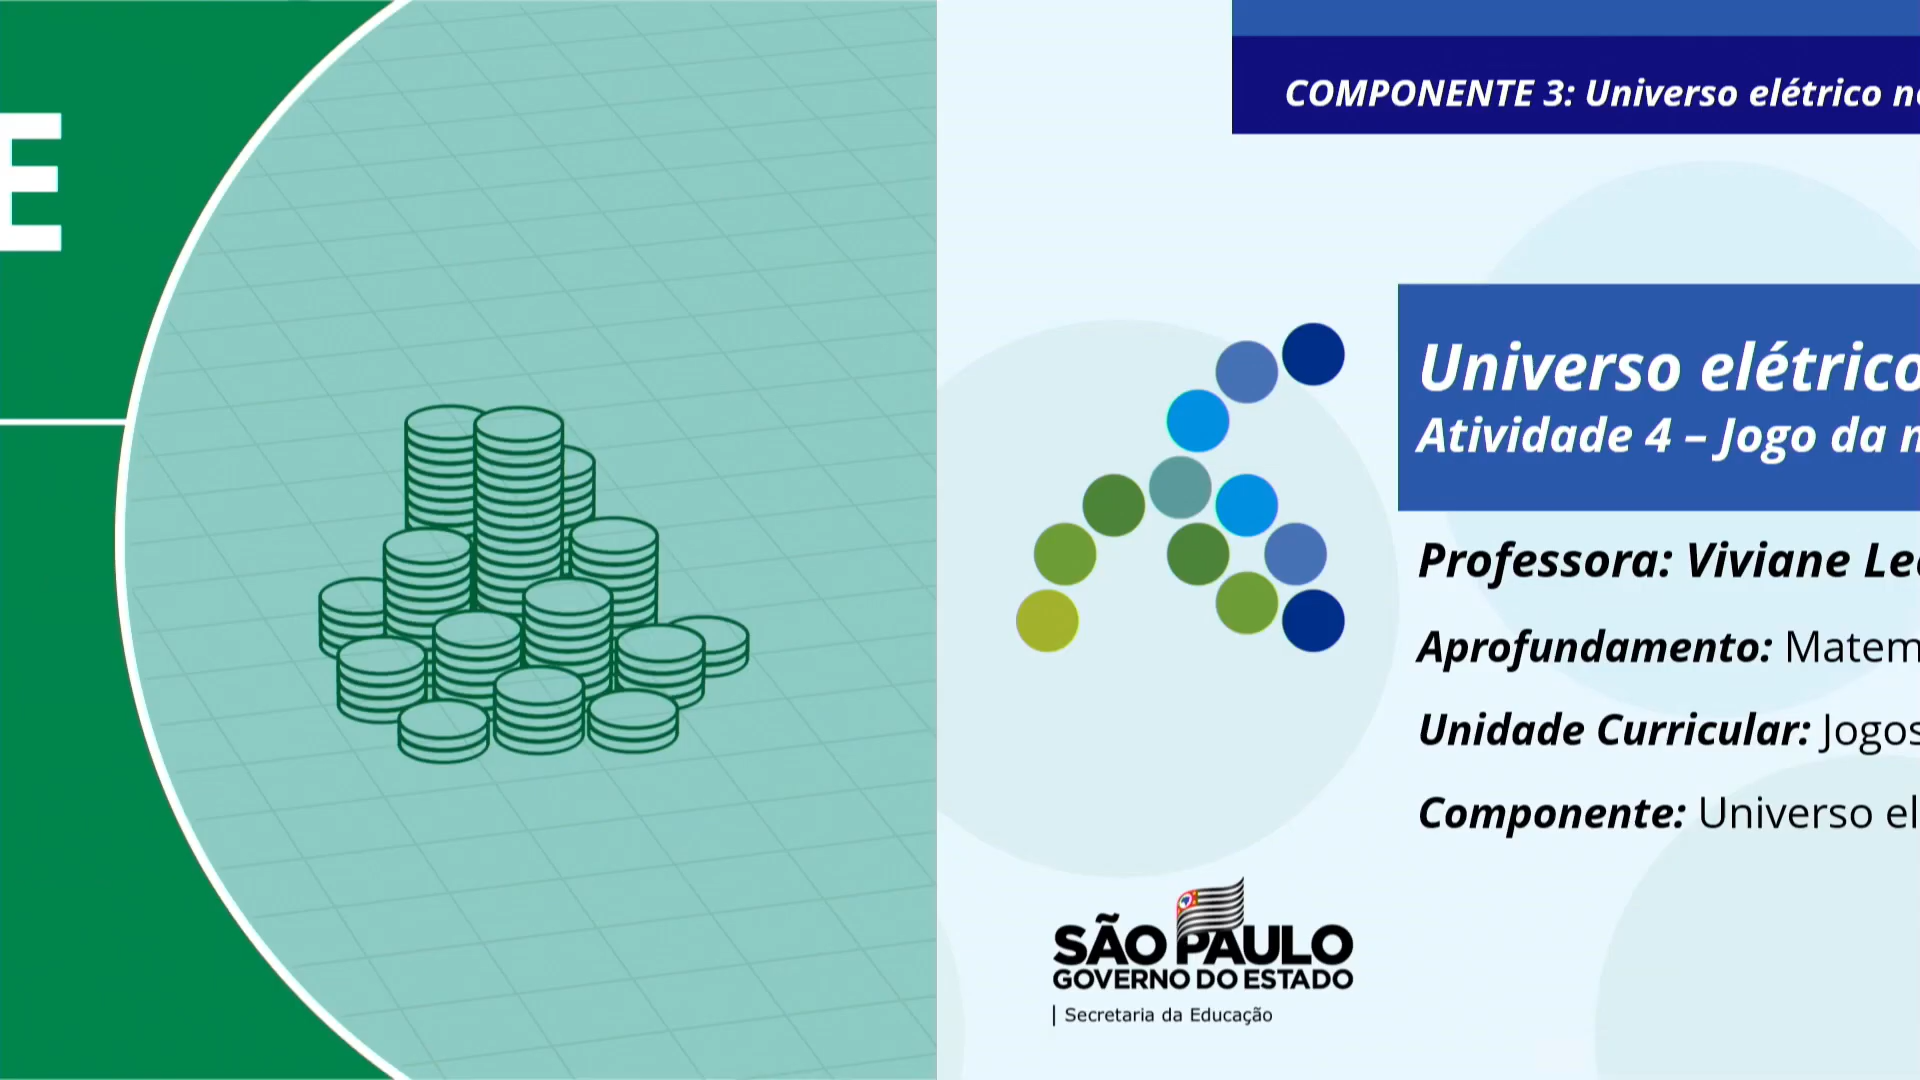 E
COMPONENTE 3: Universo elétrico
Universo elétrico
Atividade 4 – Jogo da
Professora: Viviane
Aprofundamento:
Unidade Curricular: Jogos
Componente: Universo
SÃO PAULO
GOVERNO DO ESTADO
Secretaria da Educação